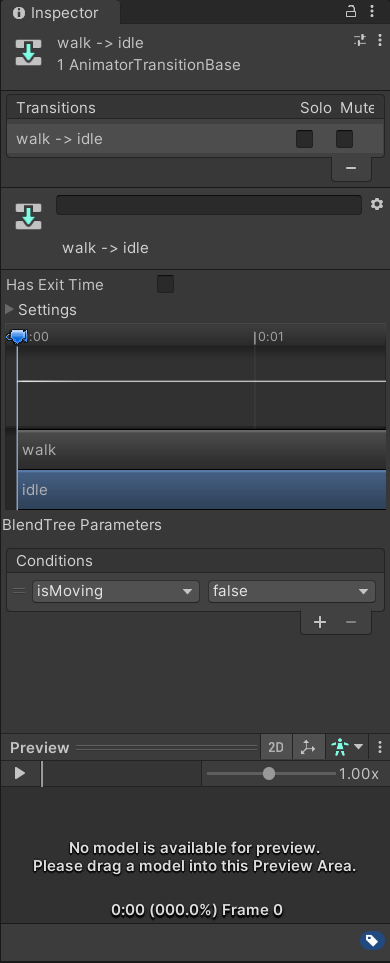 Inspector
walk -> idle
1 AnimatorTransitionBase
Transitions Solo Mute
walk -> idle
walk -> idle
Has Exit Time
Settings
:00 0:01
walk
idle
BlendTree Parameters
Conditions
isMoving false
Preview 2D
1.00x
No model is available for preview.
Please drag a model into this Preview Area.
0:00 (000.0%) Frame 0